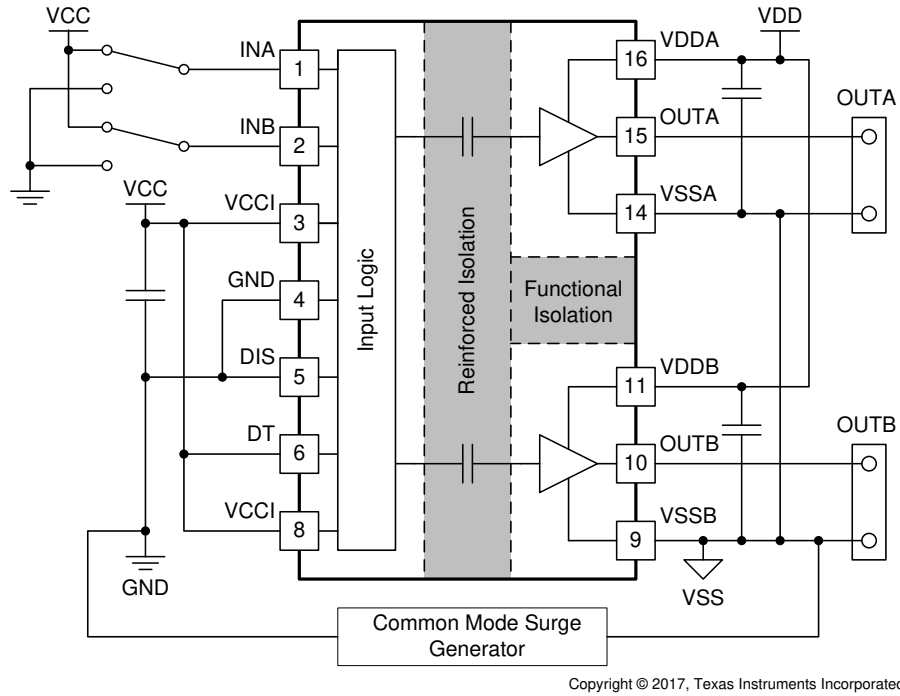 VCC
VDD
INA
1
16
VDDA
OUTA
INB
2
15
OUTA
VCC
VCCI
3
14
VSSA
GND
4
Input Logic
Reinforced Isolation
Functional
Isolation
DIS
5
11
VDDB
DT
6
10
OUTB
OUTB
VCCI
8
9
VSSB
GND
VSS
Common Mode Surge
Generator
Copyright © 2017, Texas Instruments Incorporated